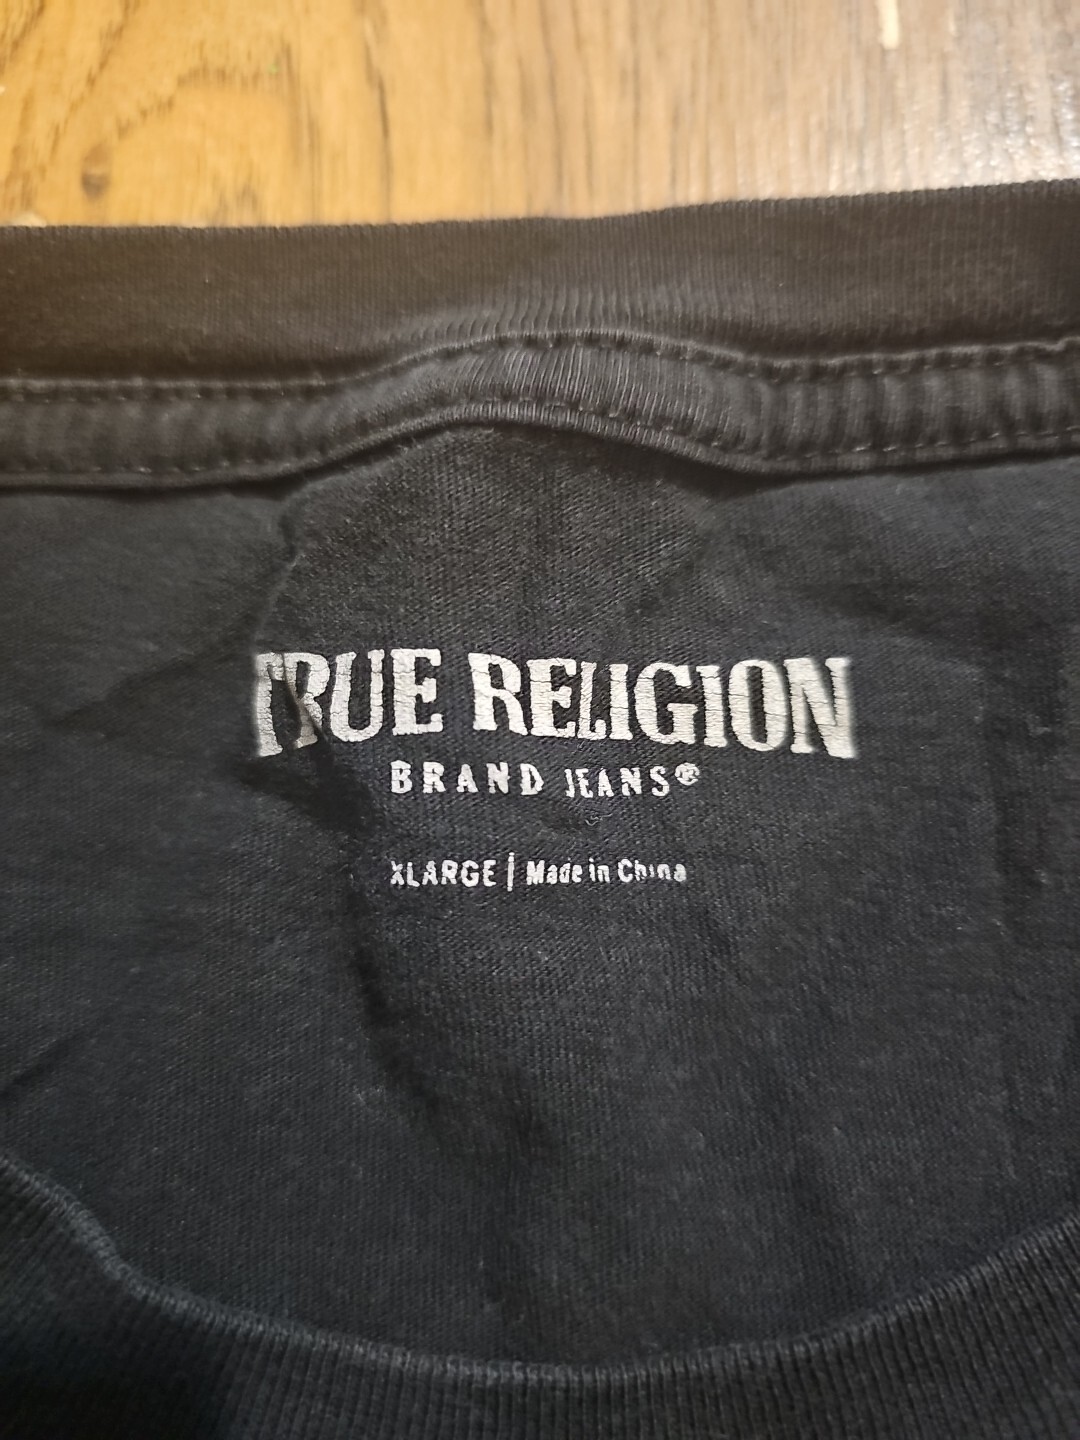 TRUE RELIGION
BRAND JEANS®
XLARGE | Made in China